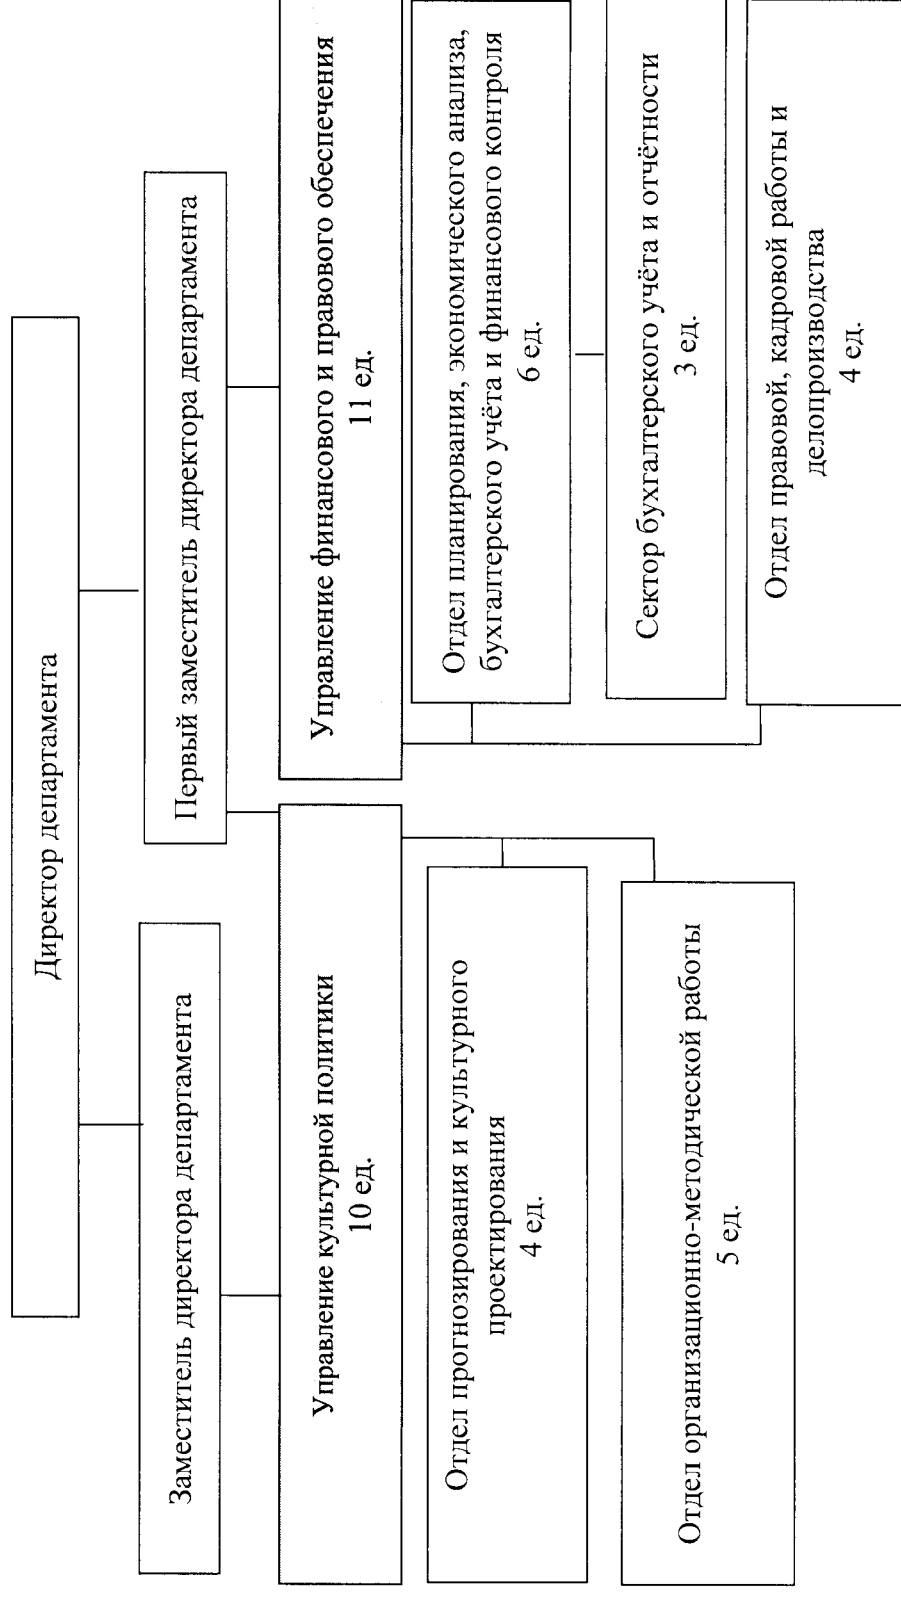 Директор департамента
Заместитель директора департамента
Первый заместитель директора департамента
Управление культурной политики
10 ед.
Управление финансового и правового обеспечения
11 ед.
Отдел прогнозирования и культурного
проектирования
4 ед.
Отдел организационно-методической работы
5 ед.
Отдел планирования, экономического анализа,
бухгалтерского учёта и финансового контроля
6 ед.
Сектор бухгалтерского учёта и отчётности
3 ед.
Отдел правовой, кадровой работы и
делопроизводства
4 ед.